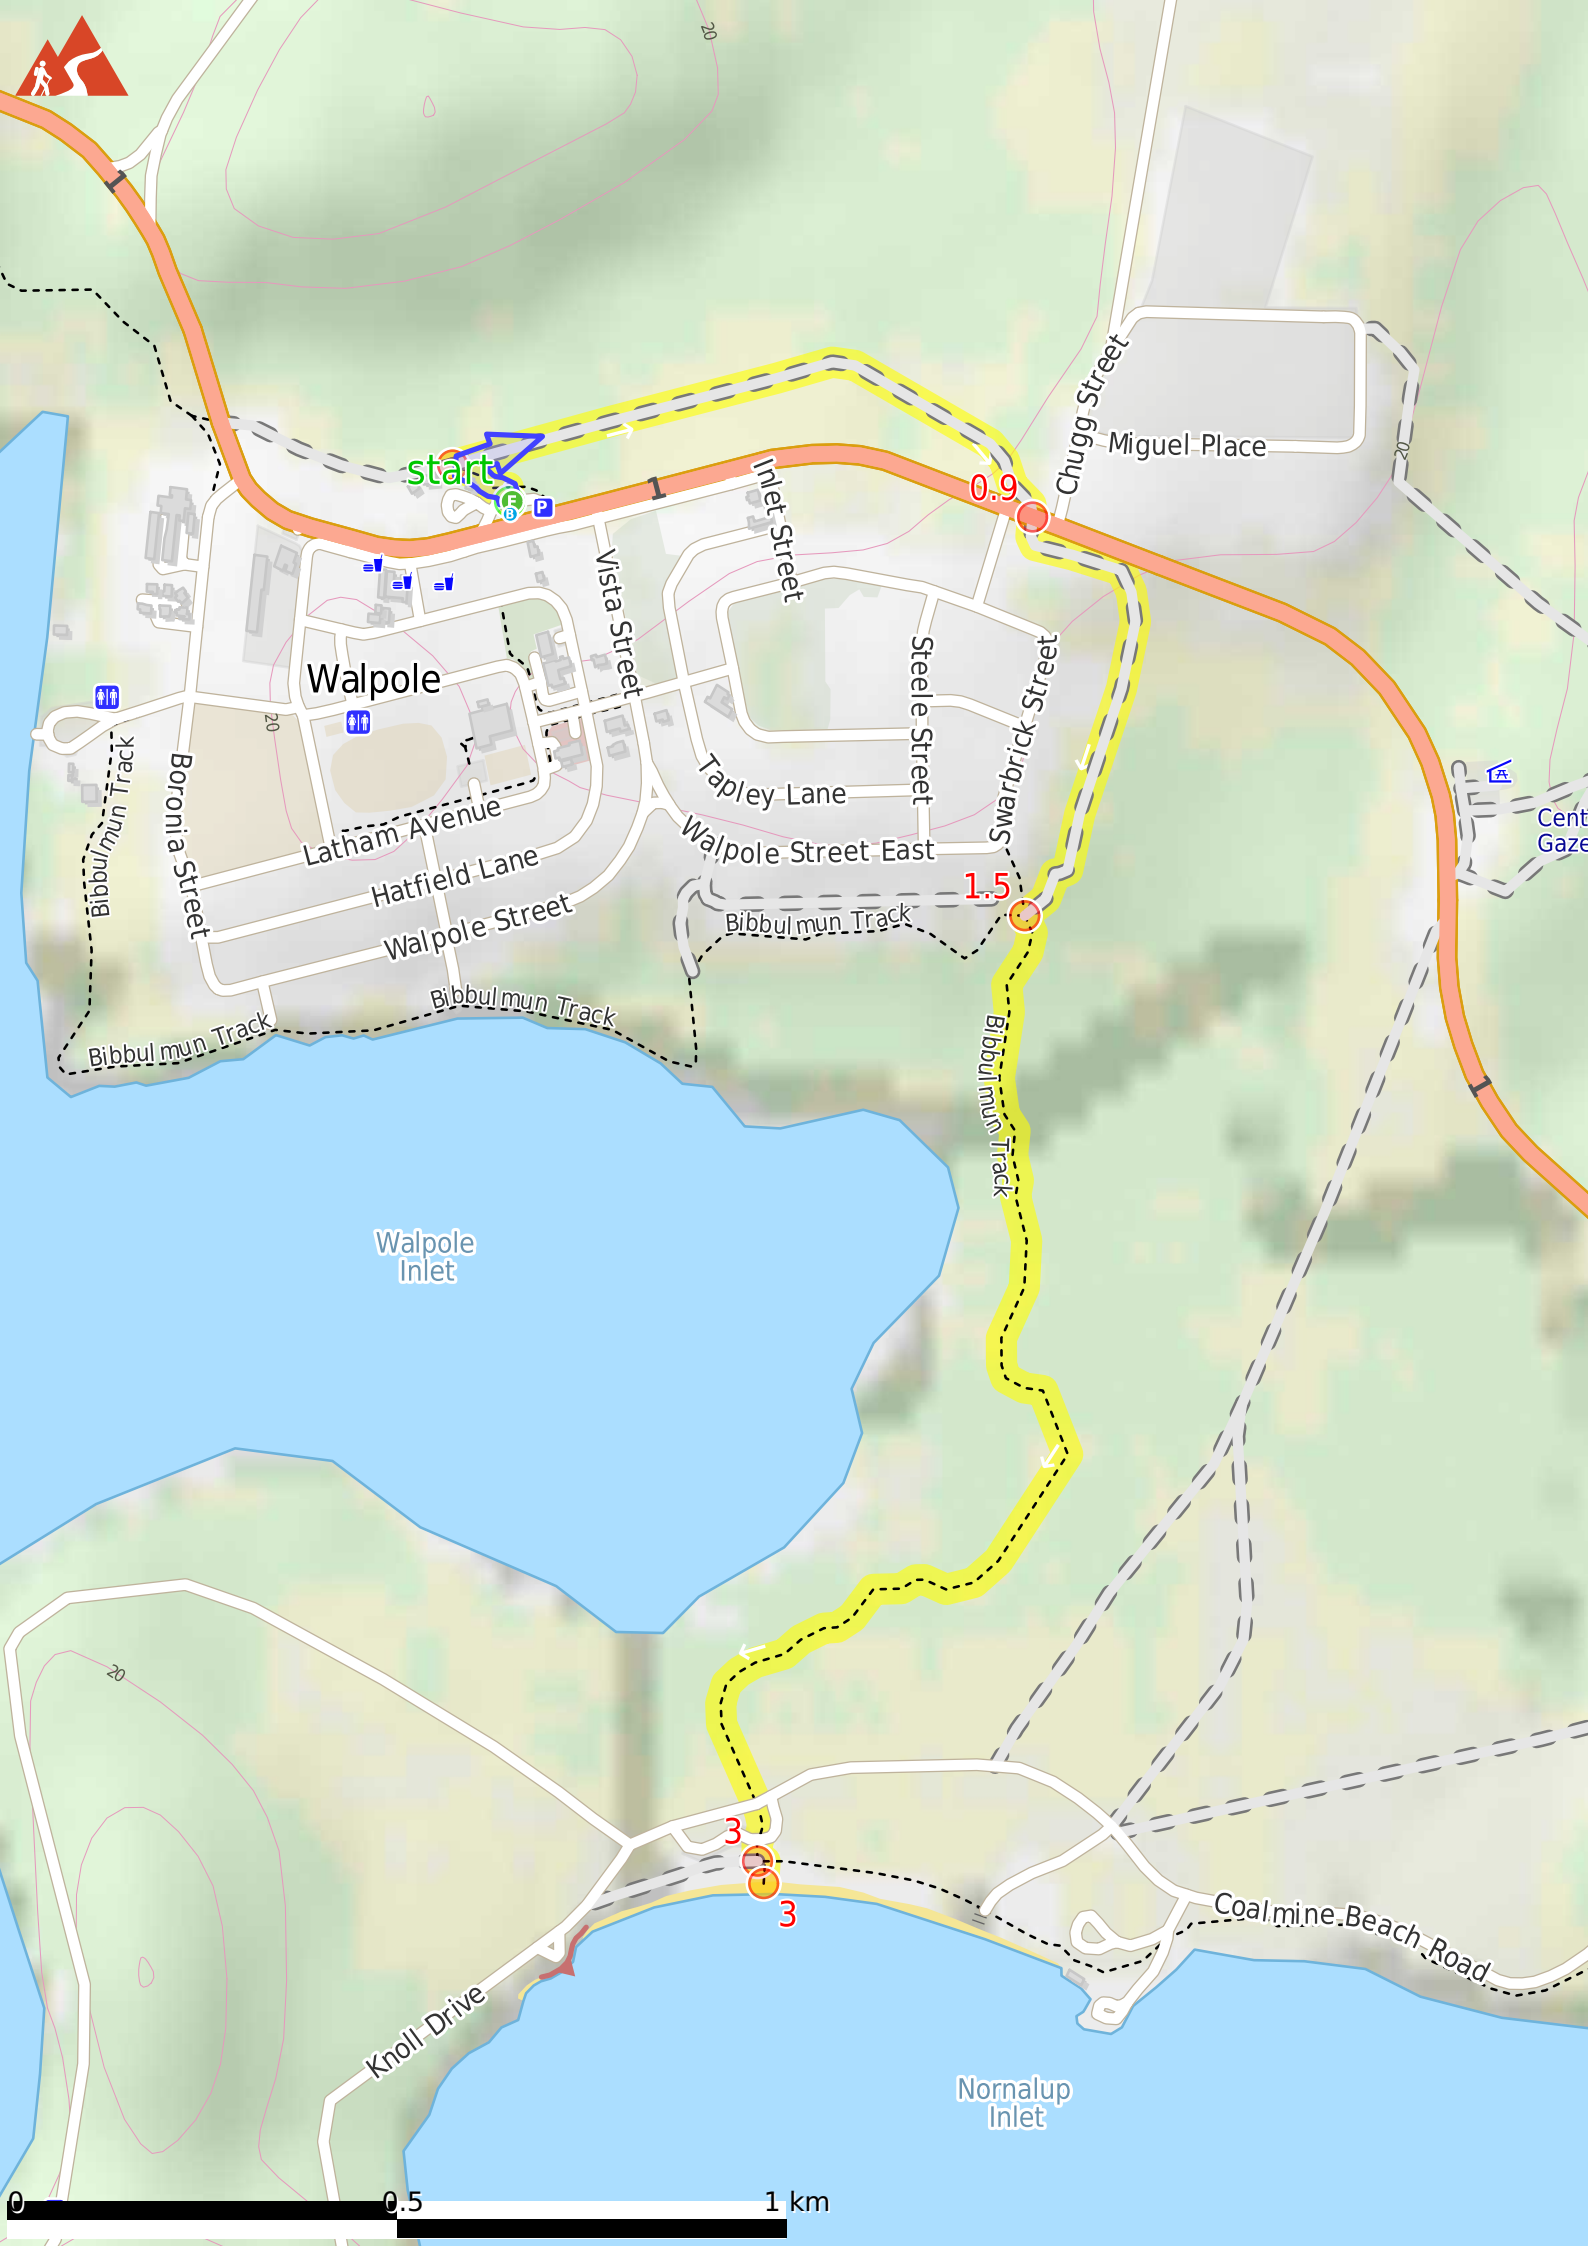 20
1
Chugg Street
Miguel Place
20
start
0.9
E
B
P
1
Inlet Street
Vista Street
Walpole
20
Steele Street
Swarbrick Street
Bibbulmun Track
Boronia Street
Tapley Lane
Latham Avenue
Walpole Street East
Cent
Gaze
Hatfield Lane
1.5
Walpole Street
Bibbulmun Track
Bibbulmun Track
Bibbulmun Track
Bibbulmun Track
1
Walpole
Inlet
20
3
3
Coalmine Beach Road
Knoll Drive
Nornalup
Inlet
0
0.5
1 km